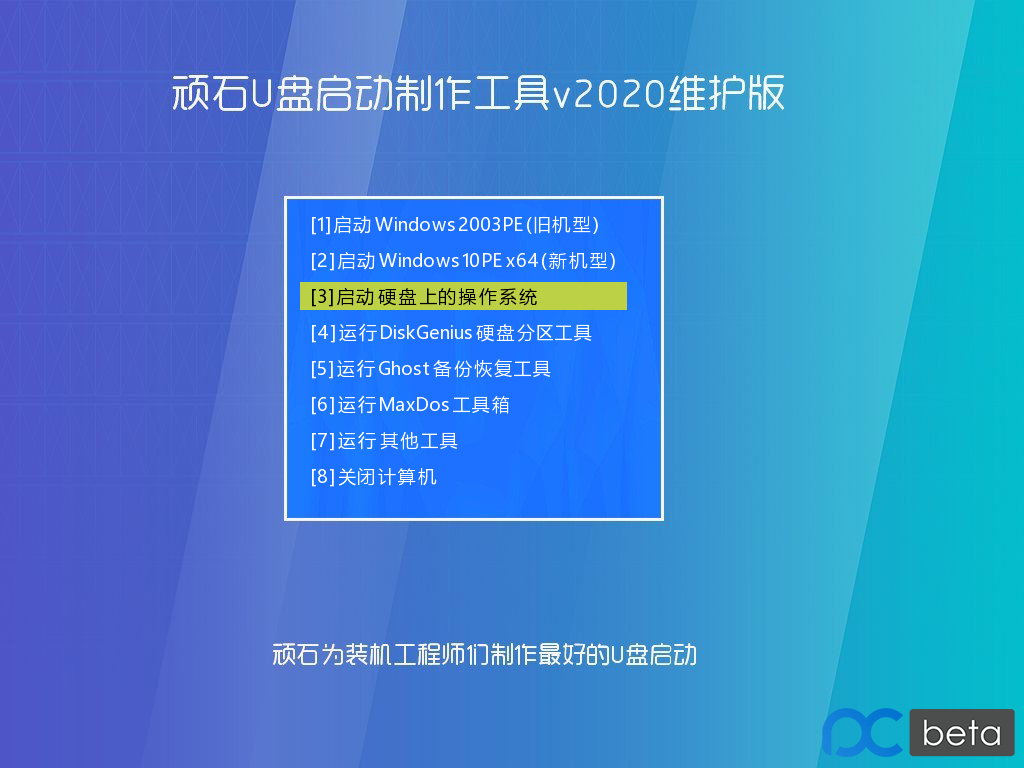 顽石U盘启动制作工具v2020维护版
[1]启动 Windows 2003PE (旧机型)
[2]启动 Windows 10PE x64 (新机型)
[3]启动 硬盘上的操作系统
[4]运行 DiskGenius 硬盘分区工具
[5]运行 Ghost 备份恢复工具
[6]运行 MaxDos 工具箱
[7]运行 其他工具
[8]关闭计算机
顽石为装机工程师们制作最好的U盘启动
PC beta